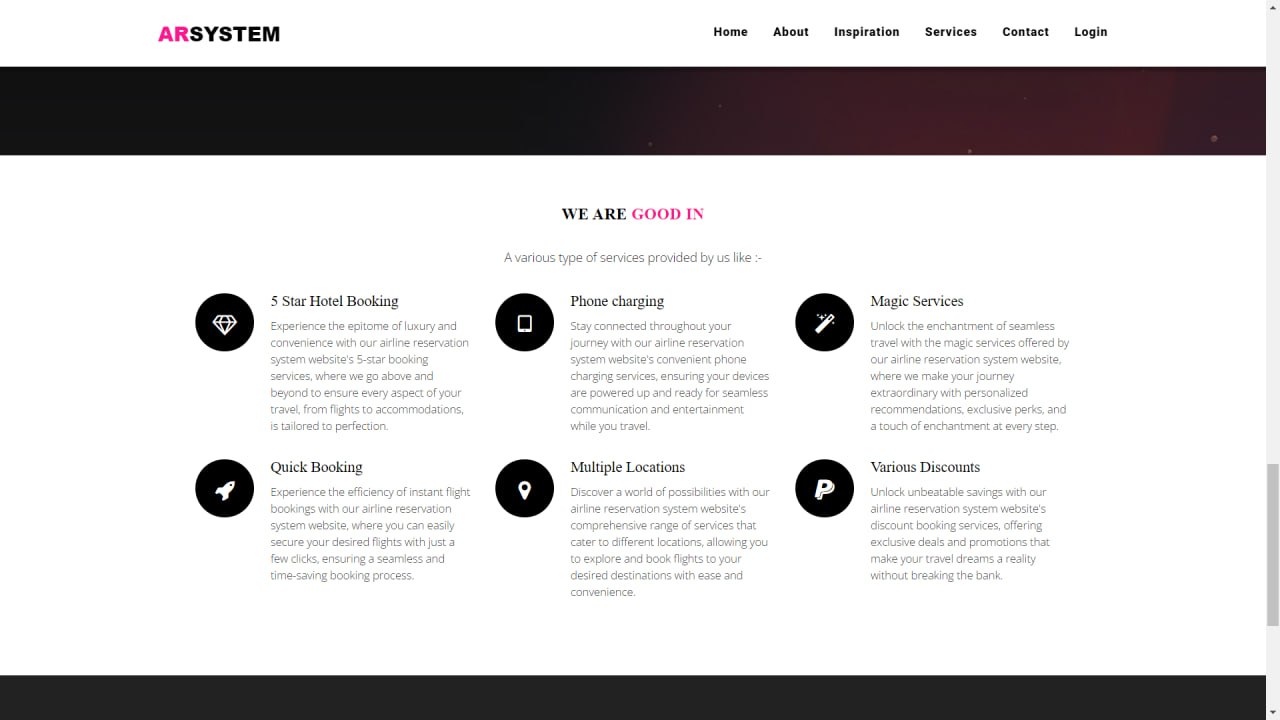 ARSYSTEM
Home About Inspiration Services Contact Login
WE ARE GOOD IN
A various type of services provided by us like :-
5 Star Hotel Booking
Experience the epitome of luxury and
convenience with our airline reservation
system website's 5-star booking
services, where we go above and
beyond to ensure every aspect of your
travel, from flights to accommodations,
is tailored to perfection.
Phone charging
Stay connected throughout your
journey with our airline reservation
system website's convenient phone
charging services, ensuring your devices
are powered up and ready for seamless
communication and entertainment
while you travel.
Magic Services
Unlock the enchantment of seamless
travel with the magic services offered by
our airline reservation system website,
where we make your journey
extraordinary with personalized
recommendations, exclusive perks, and
a touch of enchantment at every step.
Quick Booking
Experience the efficiency of instant flight
bookings with our airline reservation
system website, where you can easily
secure your desired flights with just a
few clicks, ensuring a seamless and
time-saving booking process.
Multiple Locations
Discover a world of possibilities with our
airline reservation system website's
comprehensive range of services that
cater to different locations, allowing you
to explore and book flights to your
desired destinations with ease and
convenience.
Various Discounts
Unlock unbeatable savings with our
airline reservation system website's
discount booking services, offering
exclusive deals and promotions that
make your travel dreams a reality
without breaking the bank.